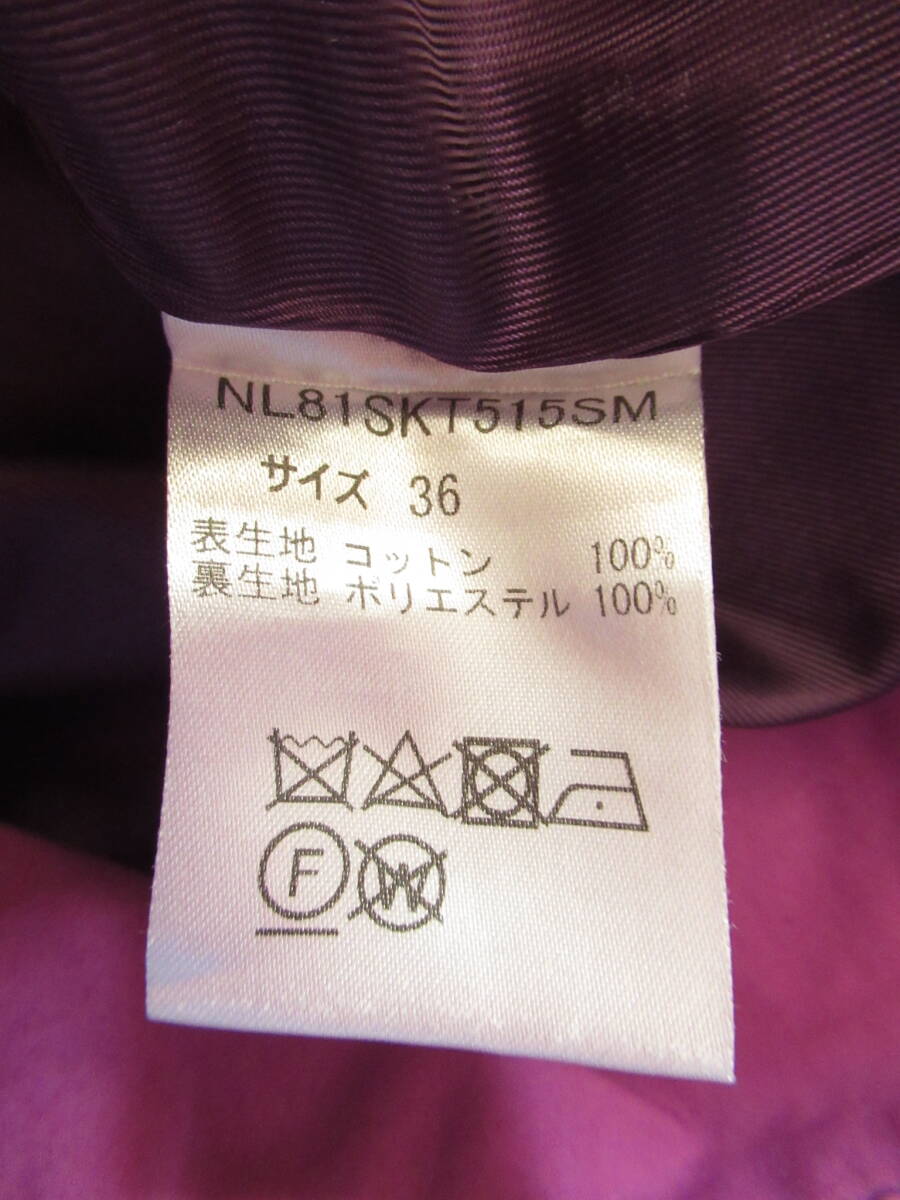 NL81SKT515SM
サイズ 36
表生地 コットン 100%
裏生地 ポリエステル 100%
F W